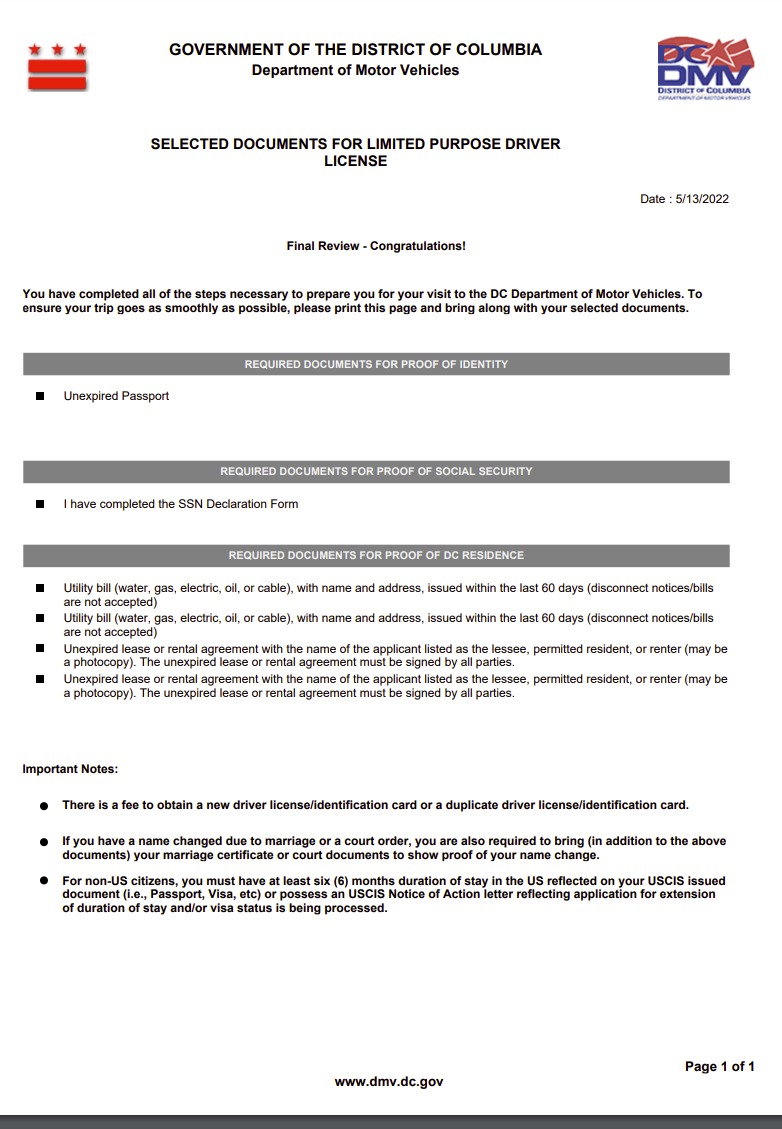 GOVERNMENT OF THE DISTRICT OF COLUMBIA
Department of Motor Vehicles
DC
DMV
DISTRICT OF COLUMBIA
DEPARTMENT OF MOTOR VEHICLES
SELECTED DOCUMENTS FOR LIMITED PURPOSE DRIVER
LICENSE
Date : 5/13/2022
Final Review - Congratulations!
You have completed all of the steps necessary to prepare you for your visit to the DC Department of Motor Vehicles. To
ensure your trip goes as smoothly as possible, please print this page and bring along with your selected documents.
REQUIRED DOCUMENTS FOR PROOF OF IDENTITY
Unexpired Passport
REQUIRED DOCUMENTS FOR PROOF OF SOCIAL SECURITY
I have completed the SSN Declaration Form
REQUIRED DOCUMENTS FOR PROOF OF DC RESIDENCE
Utility bill (water, gas, electric, oil, or cable), with name and address, issued within the last 60 days (disconnect notices/bills
are not accepted)
Utility bill (water, gas, electric, oil, or cable), with name and address, issued within the last 60 days (disconnect notices/bills
are not accepted)
Unexpired lease or rental agreement with the name of the applicant listed as the lessee, permitted resident, or renter (may be
a photocopy). The unexpired lease or rental agreement must be signed by all parties.
Unexpired lease or rental agreement with the name of the applicant listed as the lessee, permitted resident, or renter (may be
a photocopy). The unexpired lease or rental agreement must be signed by all parties.
Important Notes:
There is a fee to obtain a new driver license/identification card or a duplicate driver license/identification card.
If you have a name changed due to marriage or a court order, you are also required to bring (in addition to the above
documents) your marriage certificate or court documents to show proof of your name change.
For non-US citizens, you must have at least six (6) months duration of stay in the US reflected on your USCIS issued
document (i.e., Passport, Visa, etc) or possess an USCIS Notice of Action letter reflecting application for extension
of duration of stay and/or visa status is being processed.
Page 1 of 1
www.dmv.dc.gov